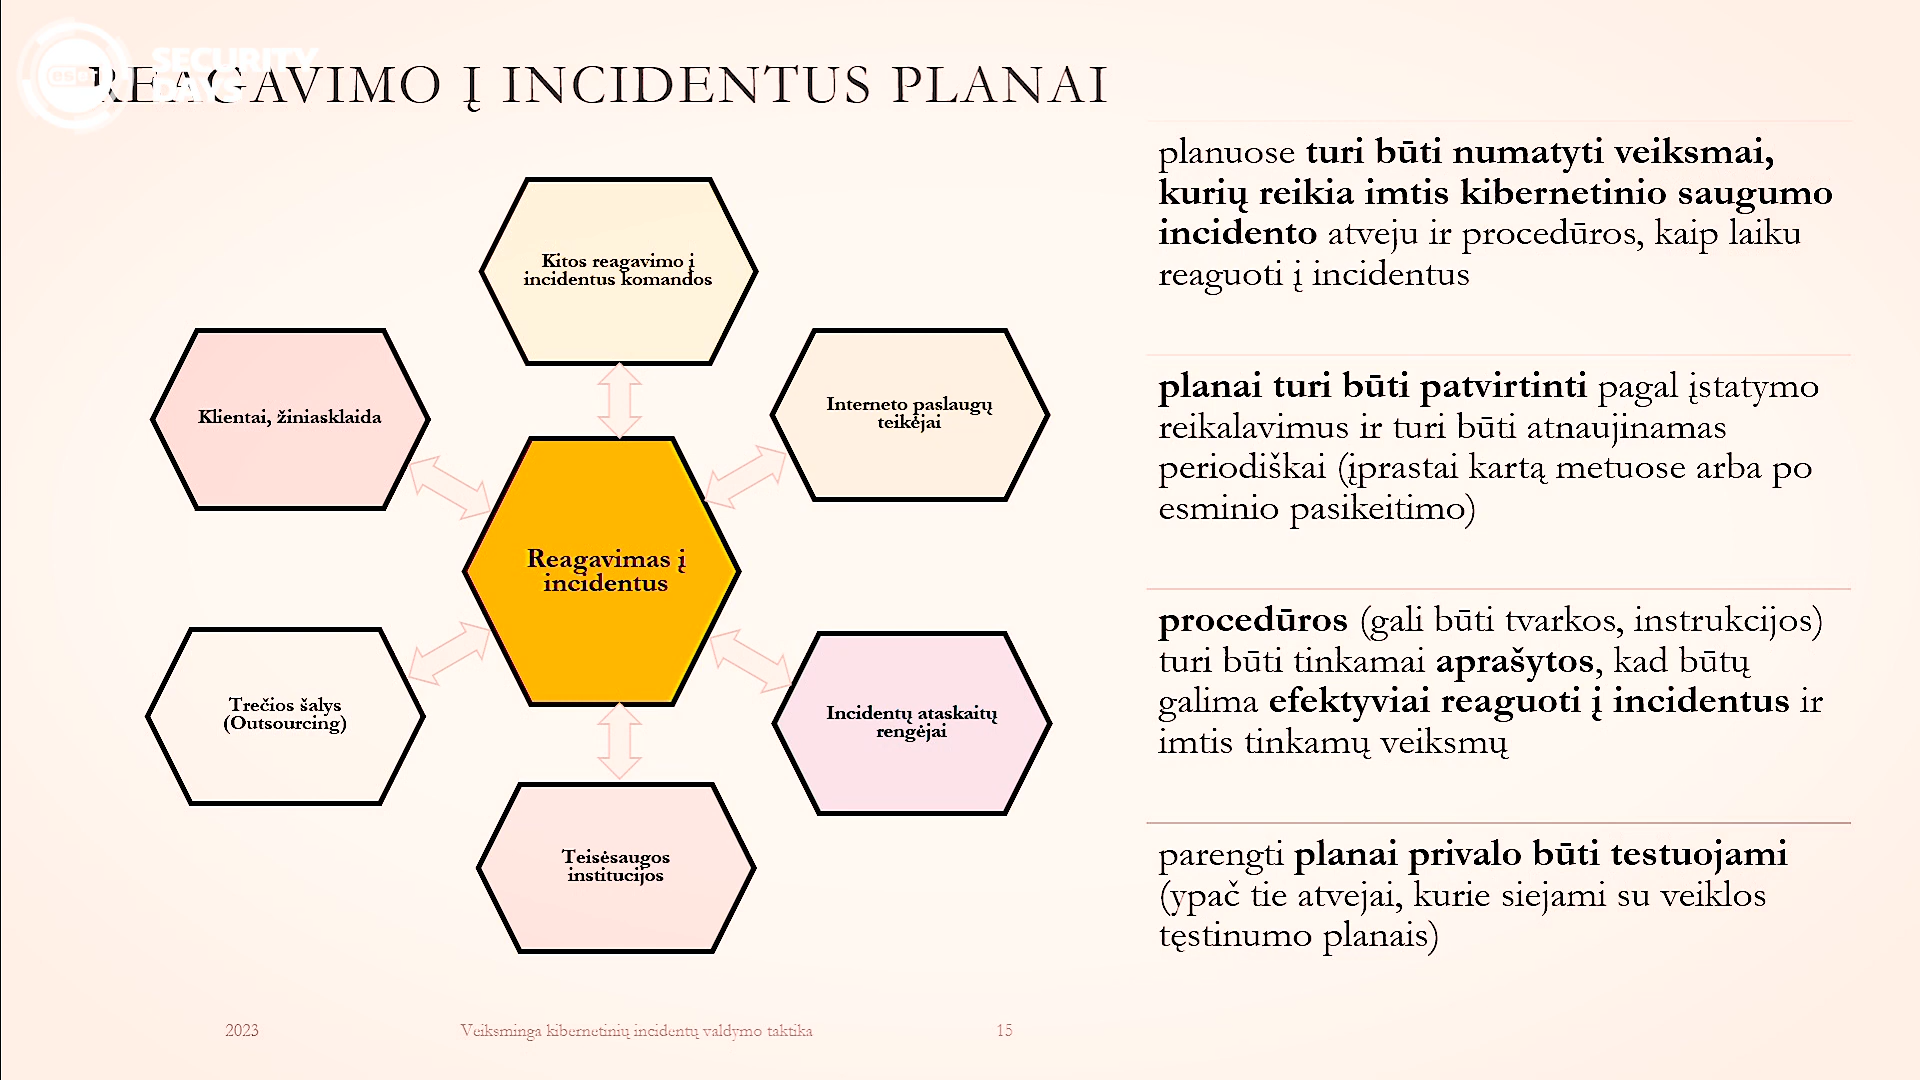 eset SECURITY
DAYS
REAGAVIMO Į INCIDENTUS PLANAI
Kitos reagavimo į
incidentus komandos
Klientai, žiniasklaida
Interneto paslaugų
teikėjai
Reagavimas į
incidentus
Trečios šalys
(Outsourcing)
Incidentų ataskaitų
rengėjai
Teisėsaugos
institucijos
planuose turi būti numatyti veiksmai,
kurių reikia imtis kibernetinio saugumo
incidento atveju ir procedūros, kaip laiku
reaguoti į incidentus
planai turi būti patvirtinti pagal įstatymo
reikalavimus ir turi būti atnaujinamas
periodiškai (įprastai kartą metuose arba po
esminio pasikeitimo)
procedūros (gali būti tvarkos, instrukcijos)
turi būti tinkamai aprašytos, kad būtų
galima efektyviai reaguoti į incidentus ir
imtis tinkamų veiksmų
parengti planai privalo būti testuojami
(ypač tie atvejai, kurie siejami su veiklos
tęstinumo planais)
2023
Veiksminga kibernetinių incidentų valdymo taktika
15